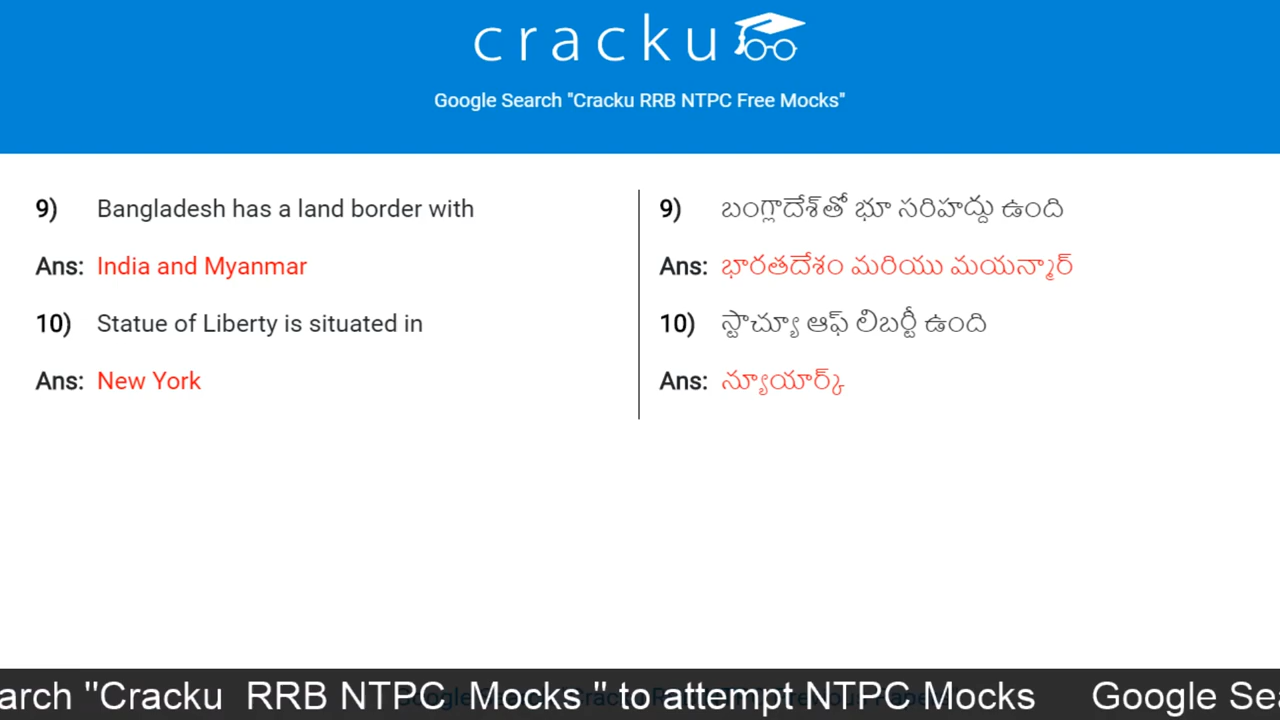 cracku
Google Search "Cracku RRB NTPC Free Mocks"
9) Bangladesh has a land border with
Ans: India and Myanmar
10) Statue of Liberty is situated in
Ans: New York
9) బంగ్లాదేశ్‌తో భూ సరిహద్దు ఉంది
Ans: భారతదేశం మరియు మయన్మార్
10) స్టాచ్యూ ఆఫ్ లిబర్టీ ఉంది
Ans: న్యూయార్క్
arch "Cracku RRB NTPC Mocks " to attempt NTPC Mocks Google Sea